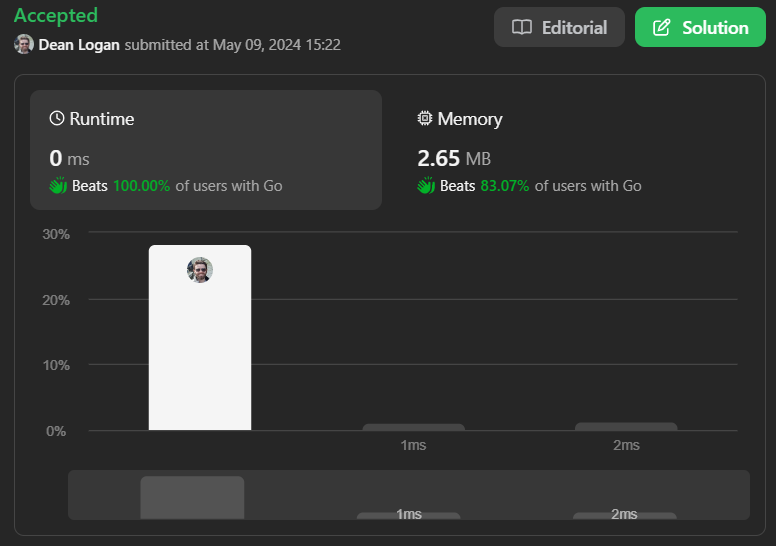 Accepted
Dean Logan submitted at May 09, 2024 15:22
Editorial
Solution
Runtime
0 ms
Beats 100.00% of users with Go
Memory
2.65 MB
Beats 83.07% of users with Go
30%
20%
10%
0%
1ms
2ms
1ms
2ms